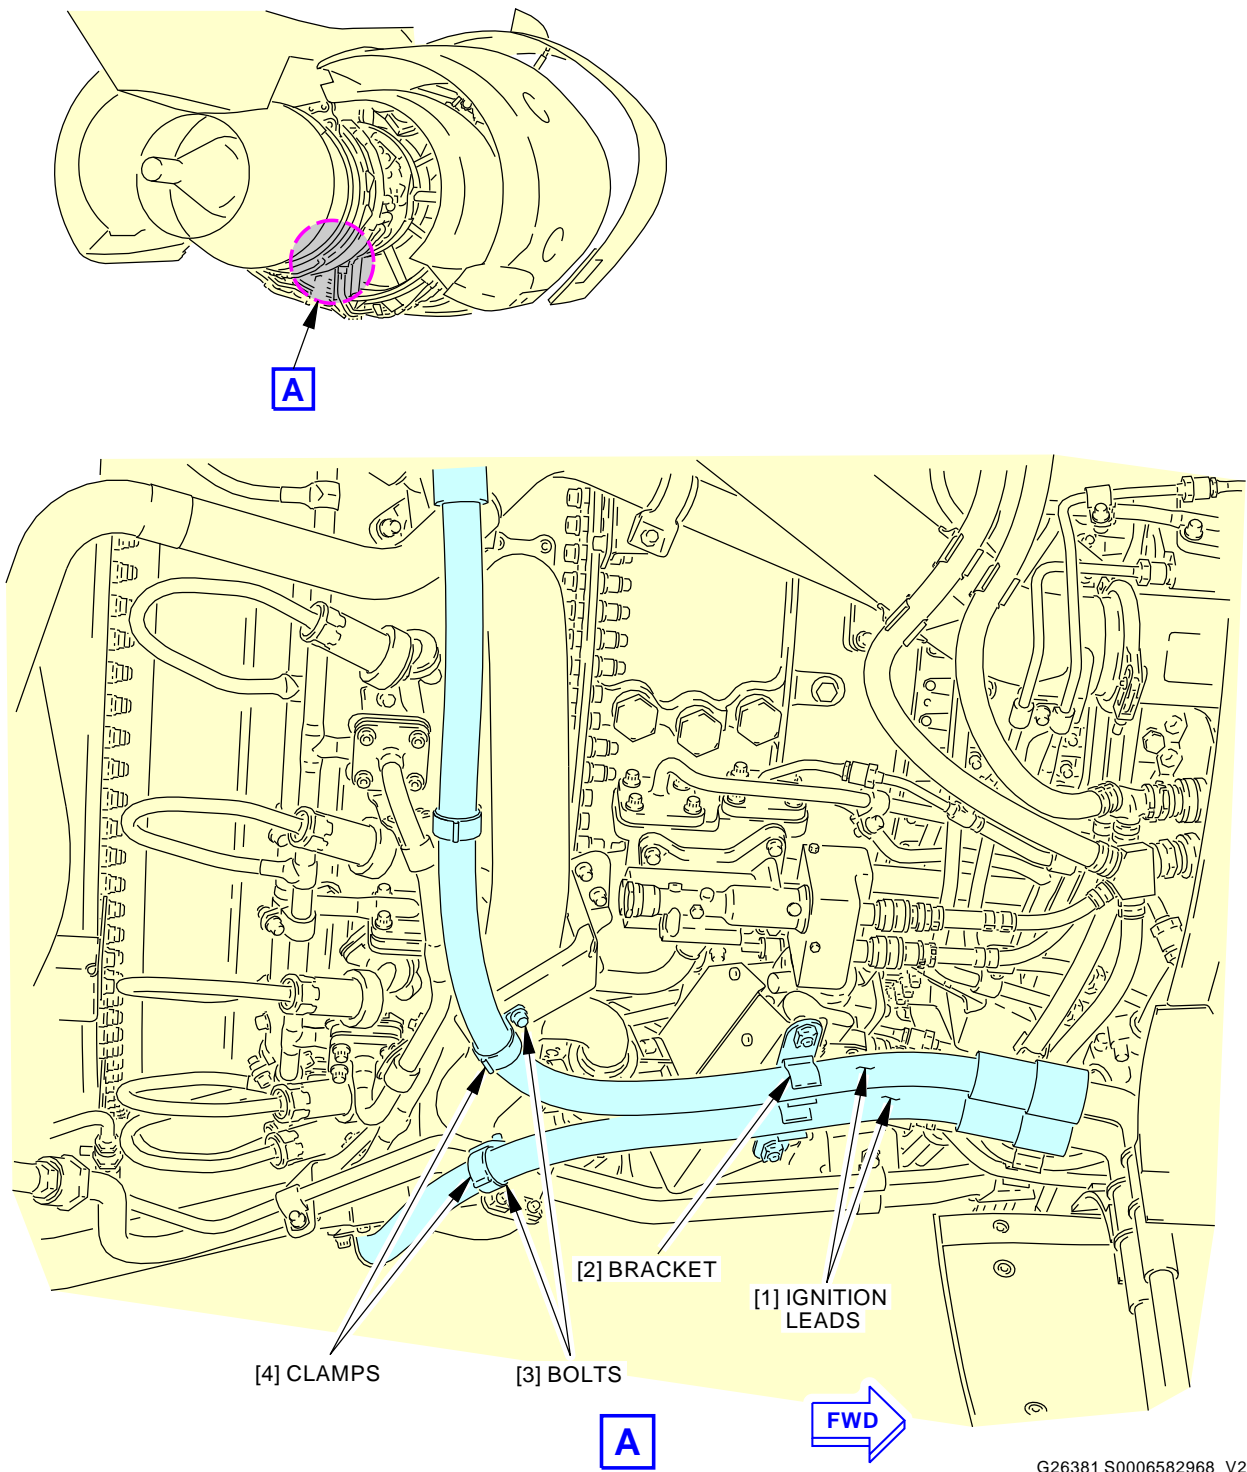 A
[2] BRACKET
[1] IGNITION
LEADS
[4] CLAMPS
[3] BOLTS
A
FWD
G26381 S0006582968_V2